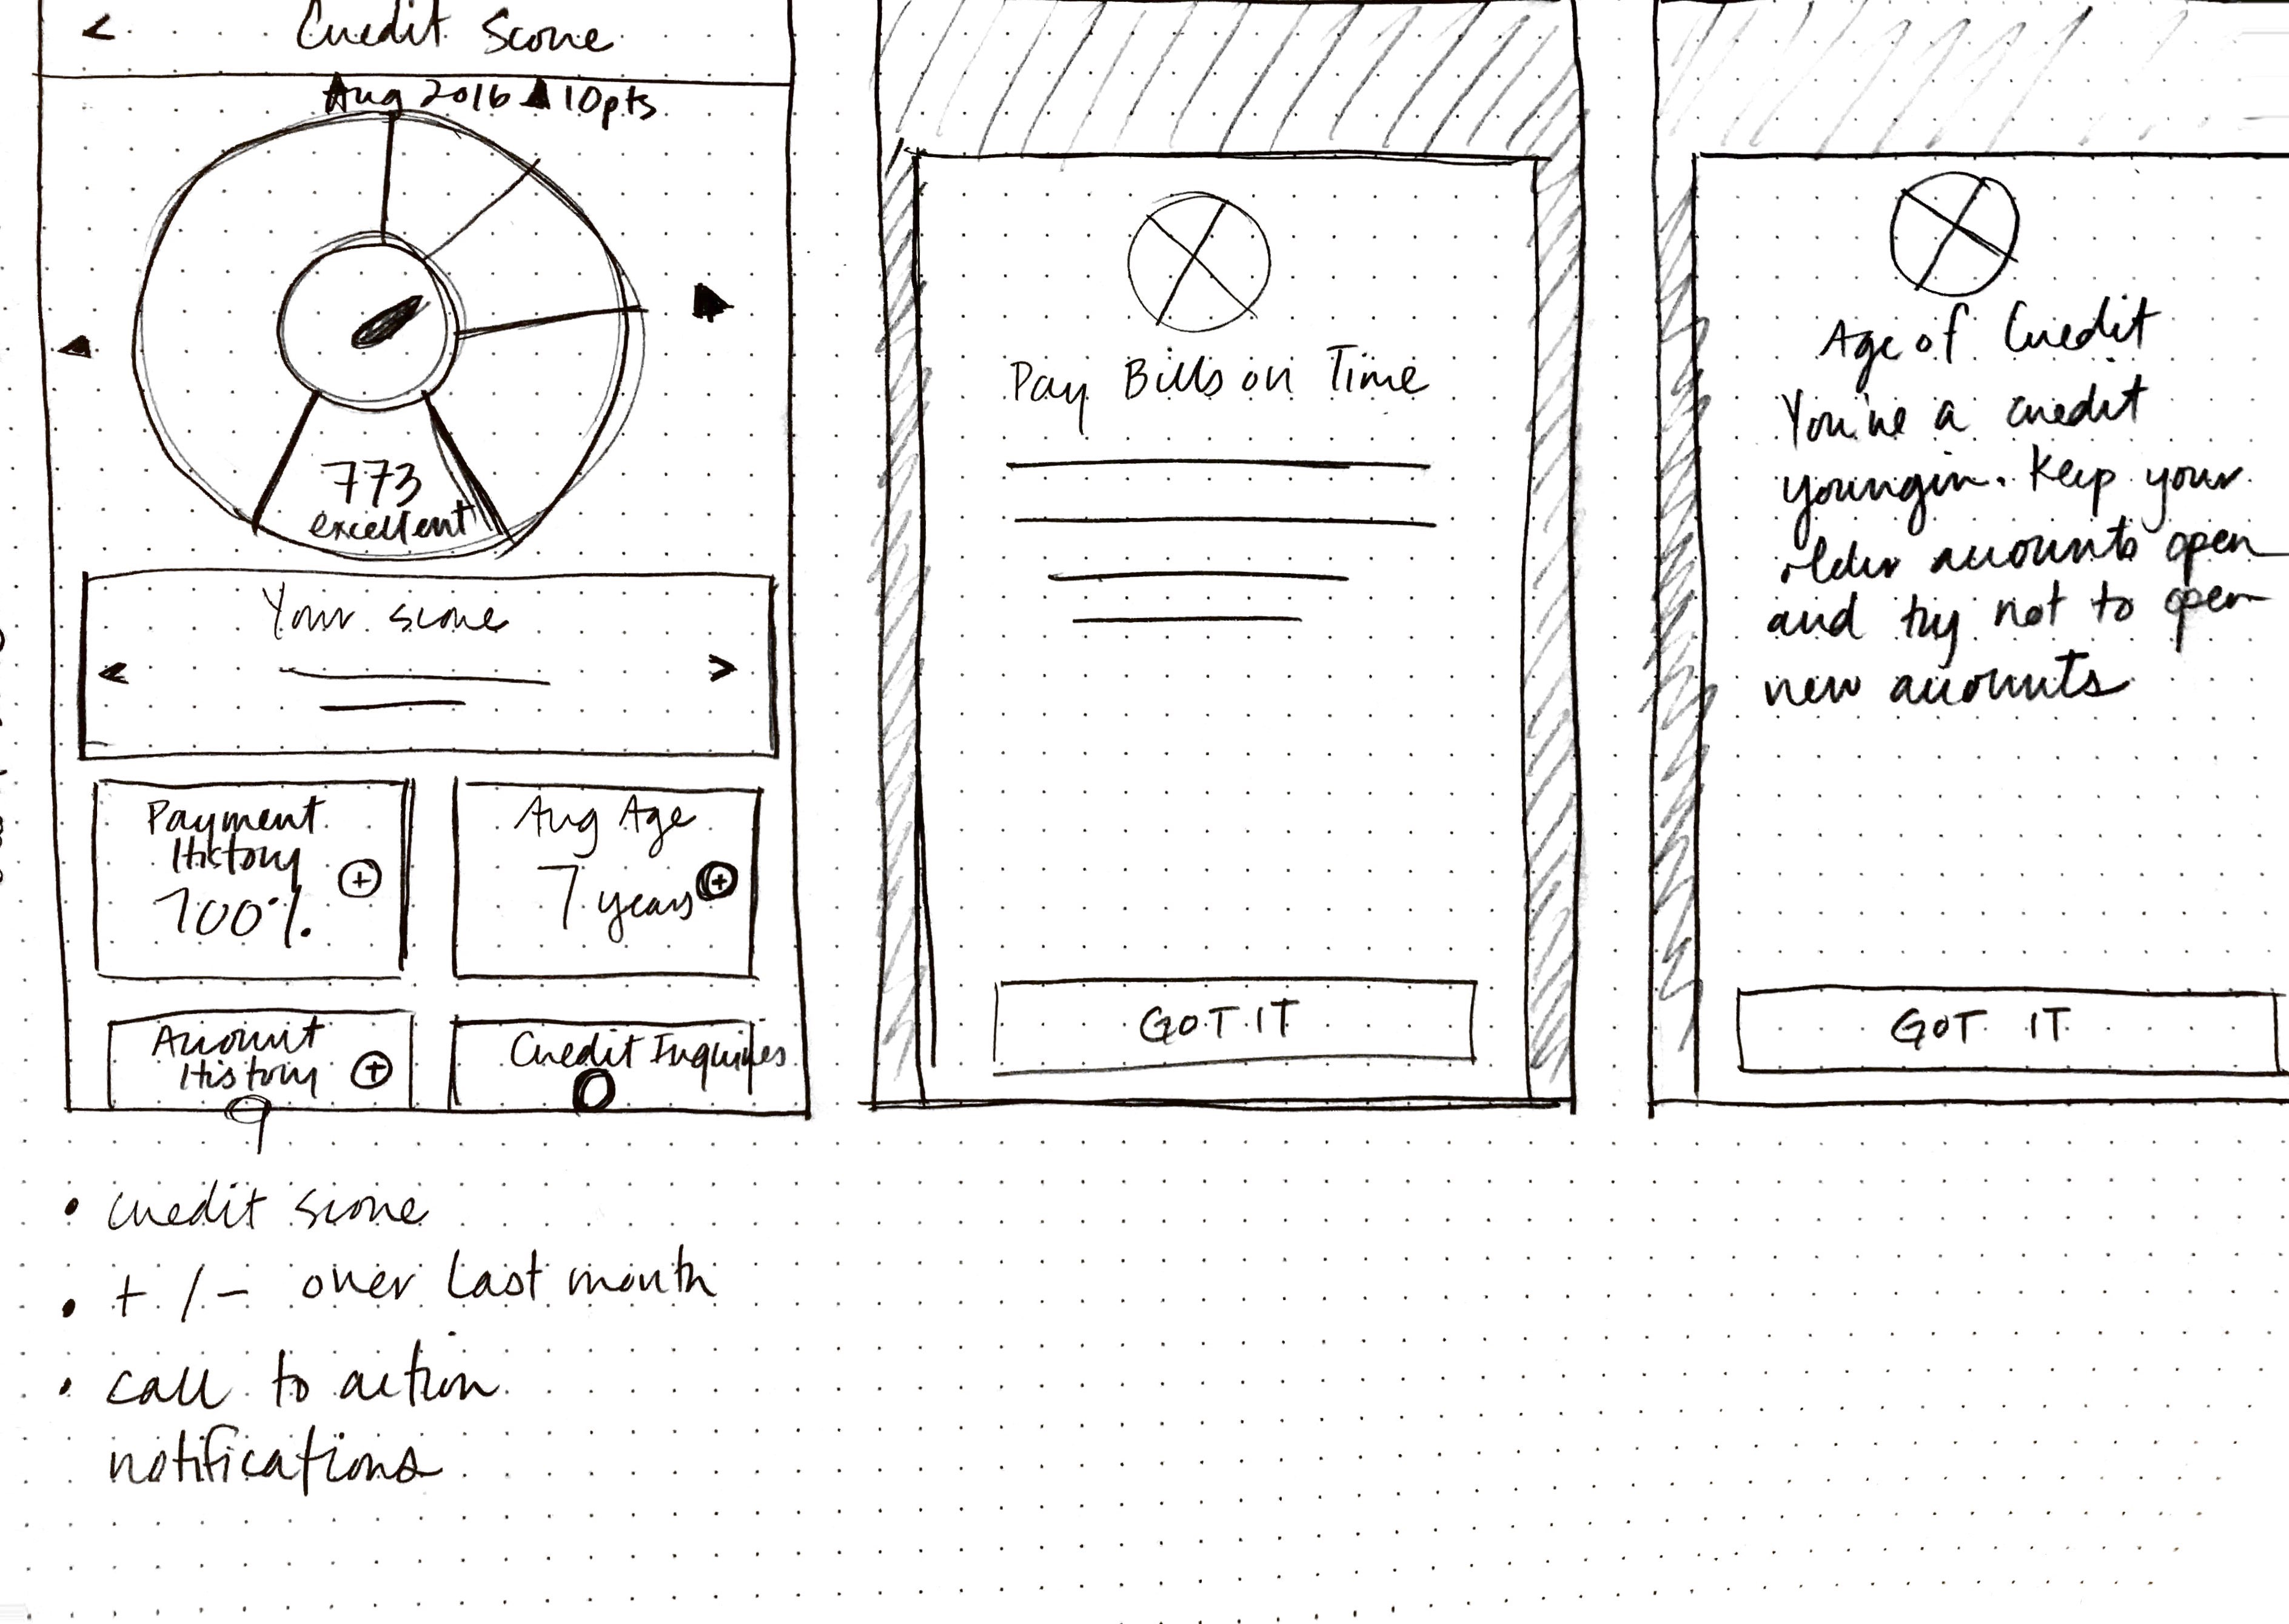 <
Credit Score
Aug 2016 ▲ 10pts
773
excellent
Your score
< >
Payment
History
100%
+
Avg Age
7 years
+
Account
History
+
9
Credit Inquiries
0
• credit score
• + / - over last month
• call to action
notifications
Pay Bills on Time
GOT IT
Age of Credit
You're a credit
youngin. Keep your
older accounts open
and try not to open
new accounts
GOT IT